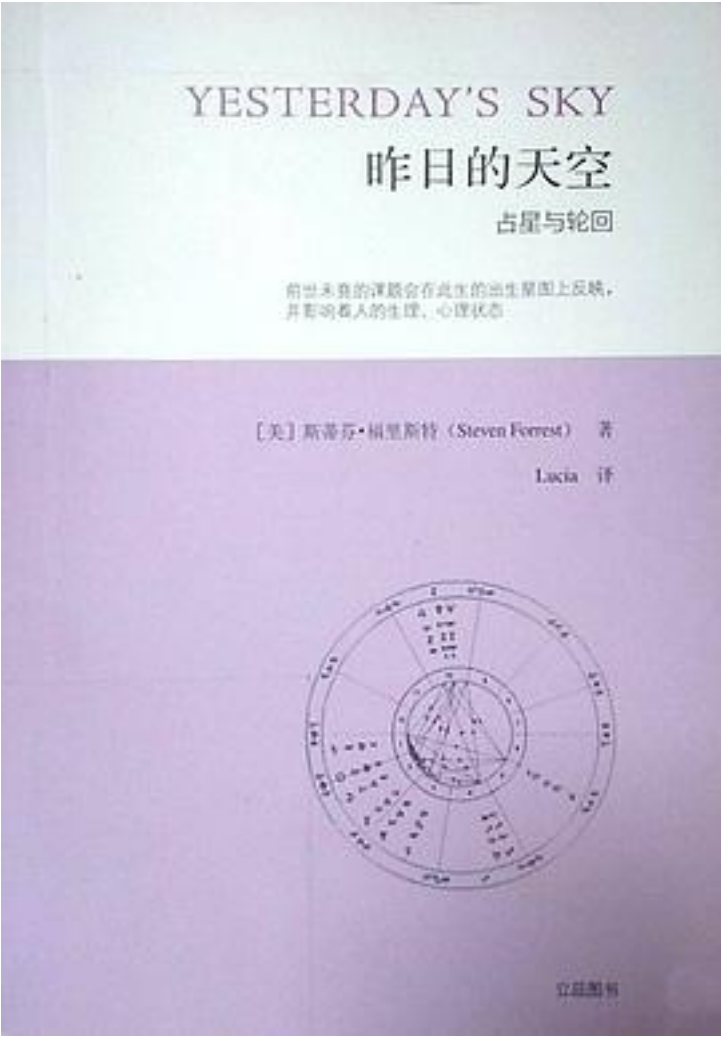 YESTERDAY'S SKY
昨日的天空
占星与轮回
前世未竟的课题会在此生的出生星图上反映，
并影响着人的生理、心理状态
［美］斯蒂芬·福里斯特（Steven Forrest） 著
Lucia 译
立品图书